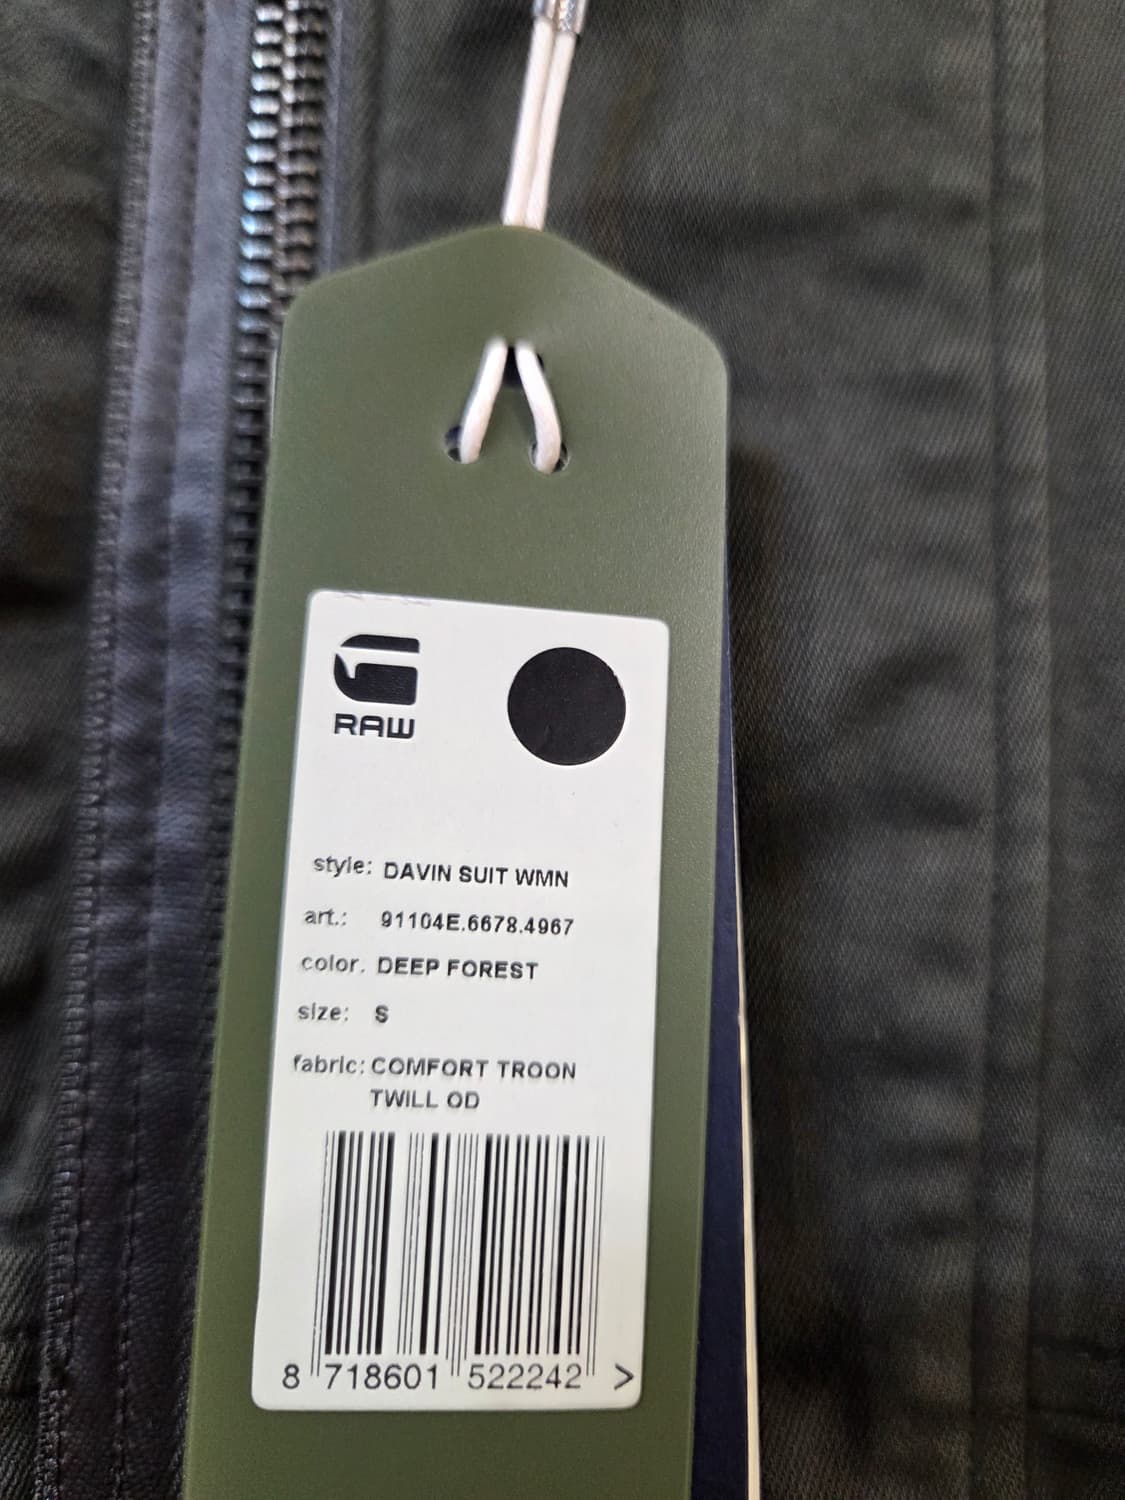 RAW
style: DAVIN SUIT WMN
art.: 91104E.6678.4967
color. DEEP FOREST
size: S
fabric: COMFORT TROON
TWILL OD
8 718601 522242 >